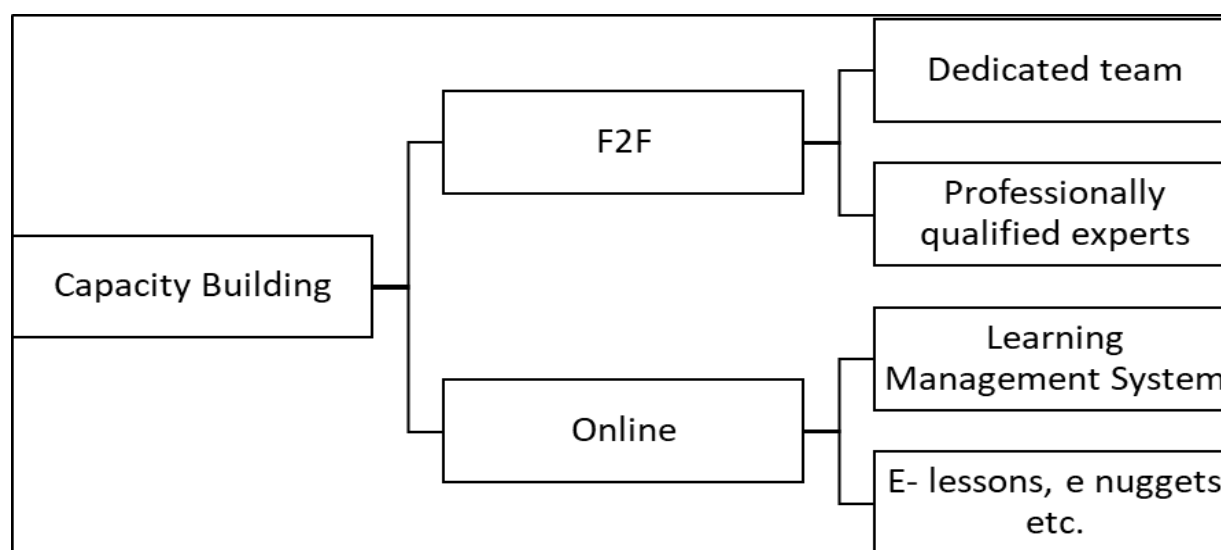 Dedicated team
F2F
Professionally
qualified experts
Capacity Building
Learning
Management System
Online
E- lessons, e nuggets
etc.